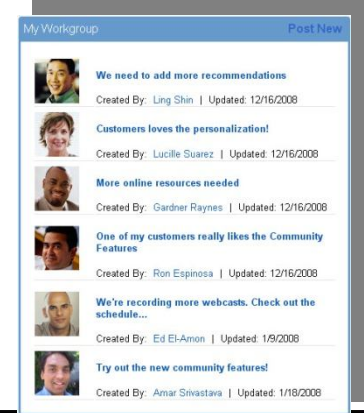 My Workgroup Post New
We need to add more recommendations
Created By: Ling Shin | Updated: 12/16/2008
Customers loves the personalization!
Created By: Lucille Suarez | Updated: 12/16/2008
More online resources needed
Created By: Gardner Raynes | Updated: 12/16/2008
One of my customers really likes the Community
Features
Created By: Ron Espinosa | Updated: 12/16/2008
We're recording more webcasts. Check out the
schedule...
Created By: Ed El-Amon | Updated: 1/9/2008
Try out the new community features!
Created By: Amar Srivastava | Updated: 1/18/2008